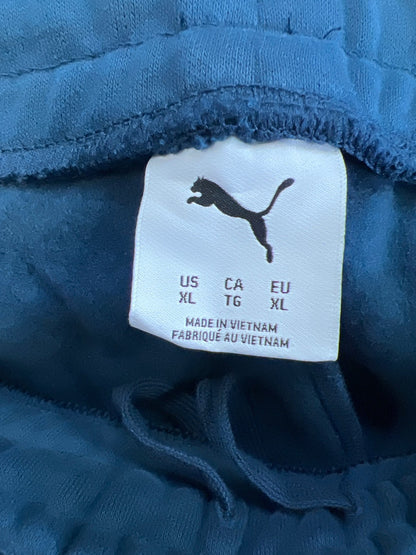 US CA EU
XL TG XL
MADE IN VIETNAM
FABRIQUÉ AU VIETNAM